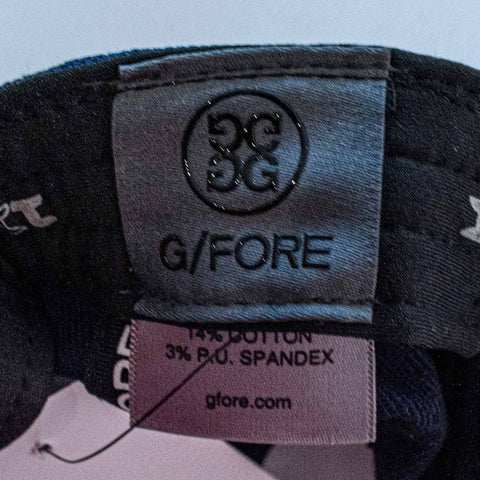 G/FORE
14% COTTON
3% P.U. SPANDEX
gfore.com